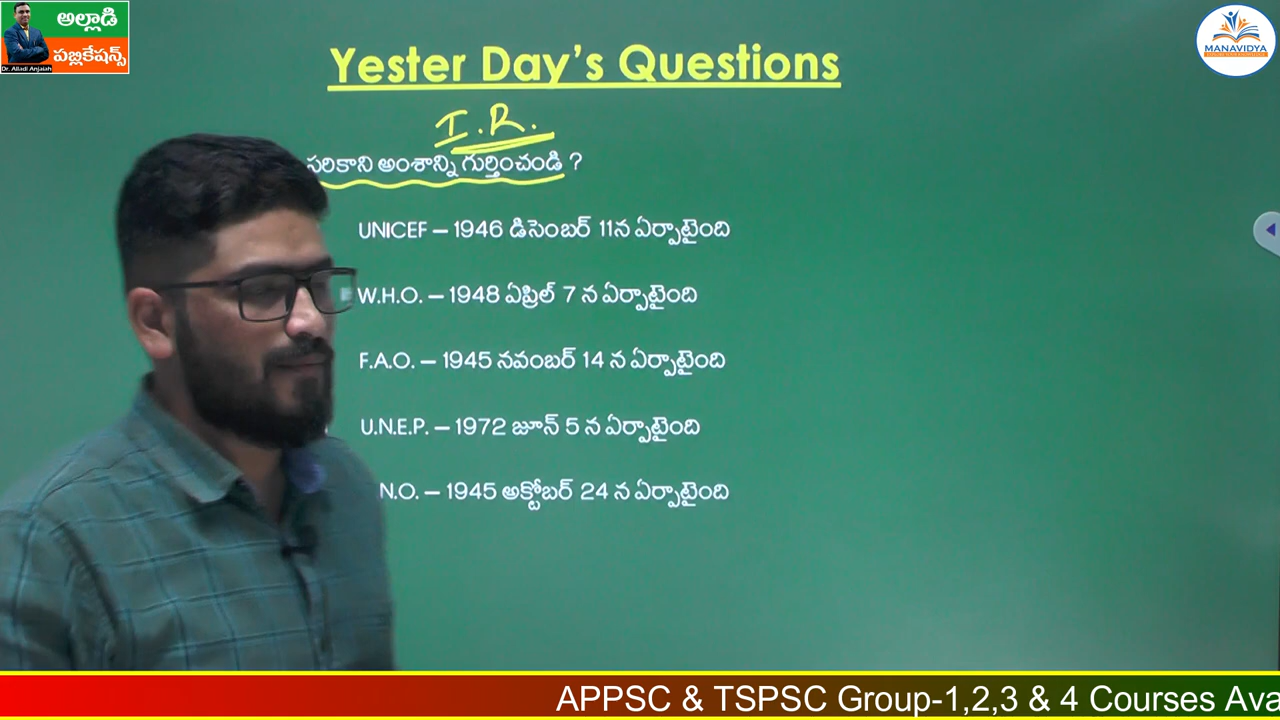 అల్లాడి
పబ్లికేషన్స్
Dr. Alladi Anjaiah
MANAVIDYA
Yester Day's Questions
I.R.
సరికాని అంశాన్ని గుర్తించండి ?
UNICEF – 1946 డిసెంబర్ 11న ఏర్పాటైంది
W.H.O. – 1948 ఏప్రిల్ 7 న ఏర్పాటైంది
F.A.O. – 1945 నవంబర్ 14 న ఏర్పాటైంది
U.N.E.P. – 1972 జూన్ 5 న ఏర్పాటైంది
N.O. – 1945 అక్టోబర్ 24 న ఏర్పాటైంది
APPSC & TSPSC Group-1,2,3 & 4 Courses Ava